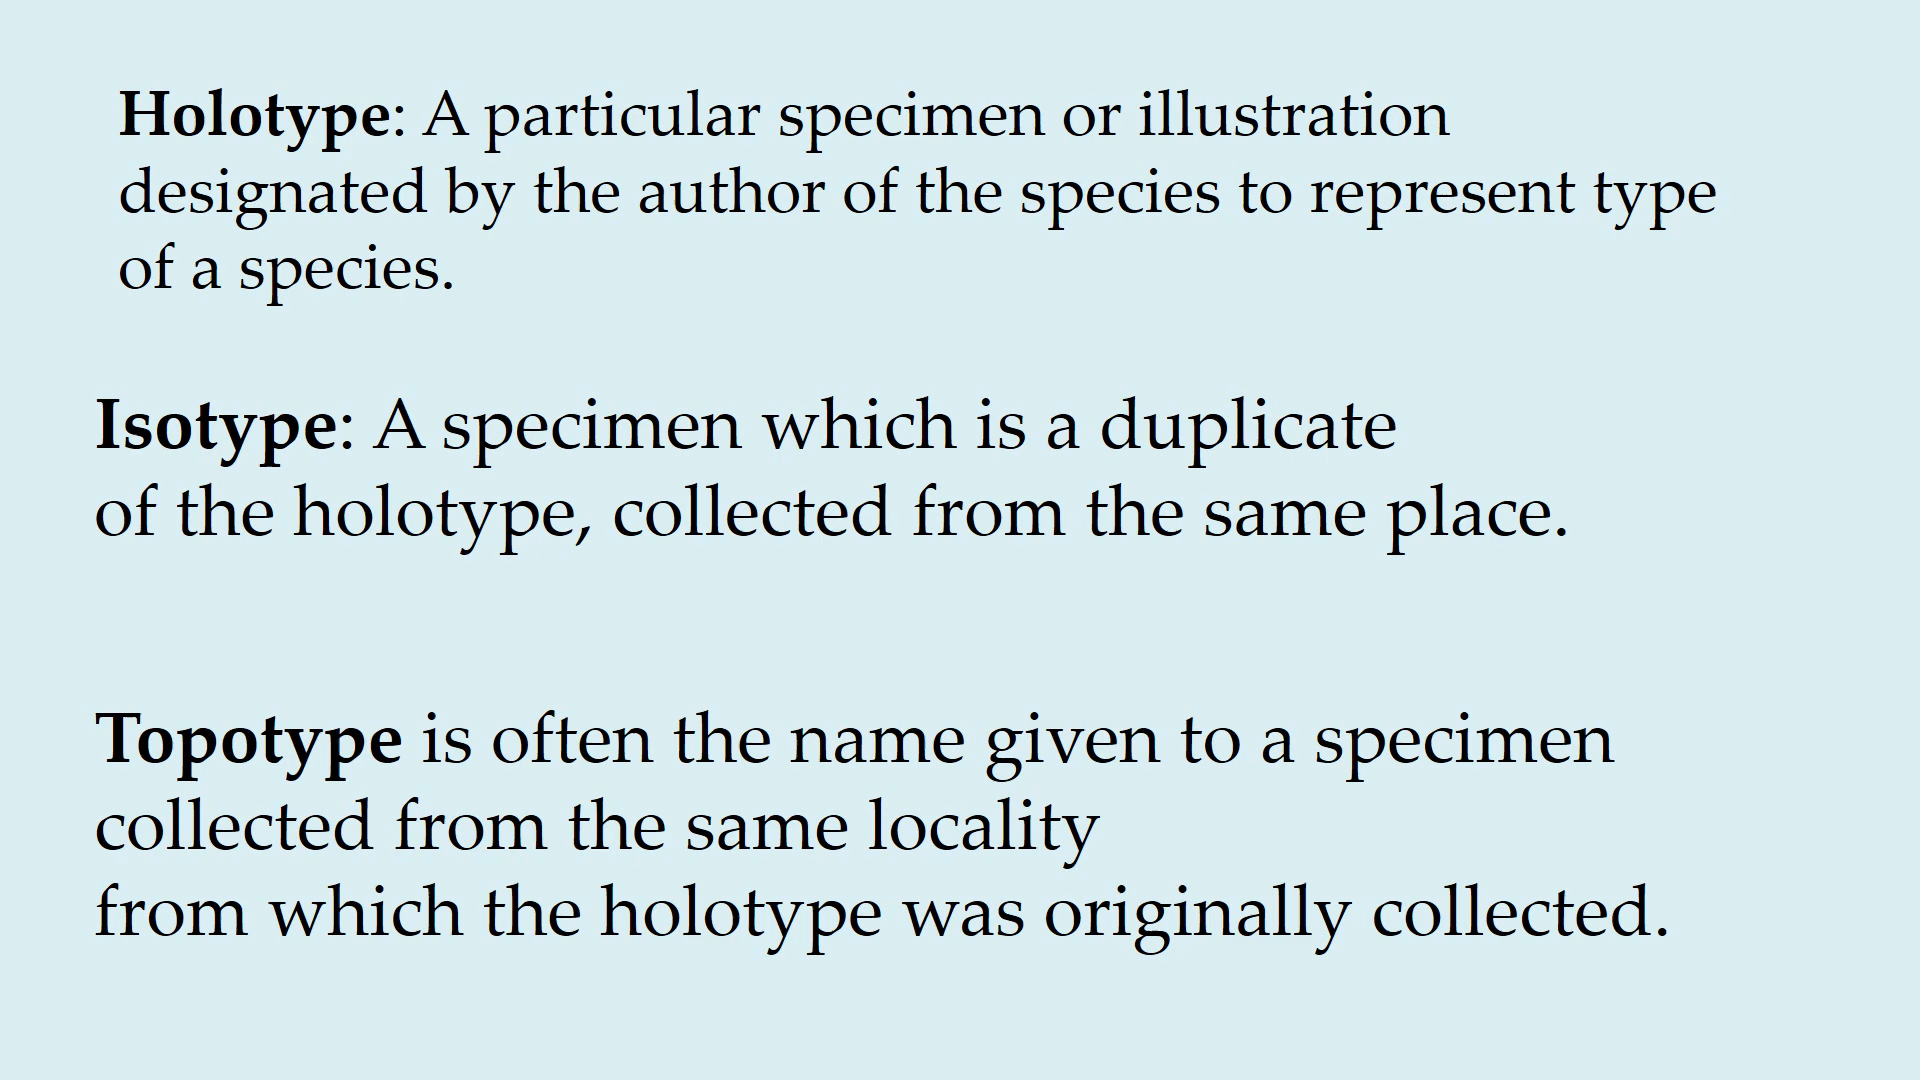 Holotype: A particular specimen or illustration
designated by the author of the species to represent type
of a species.
Isotype: A specimen which is a duplicate
of the holotype, collected from the same place.
Topotype is often the name given to a specimen
collected from the same locality
from which the holotype was originally collected.